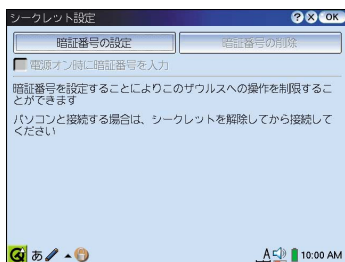 シークレット設定 ? X OK
暗証番号の設定 暗証番号の削除
電源オン時に暗証番号を入力
暗証番号を設定することによりこのザウルスへの操作を制限するこ
とができます
パソコンと接続する場合は、シークレットを解除してから接続して
ください
あ A 10:00 AM